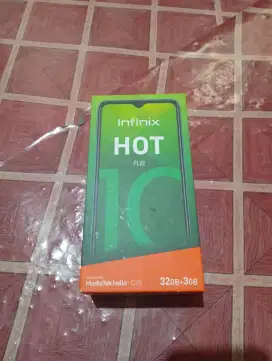 Infinix
HOT
PLAY
10
MediaTek Helio G35
32GB+3GB